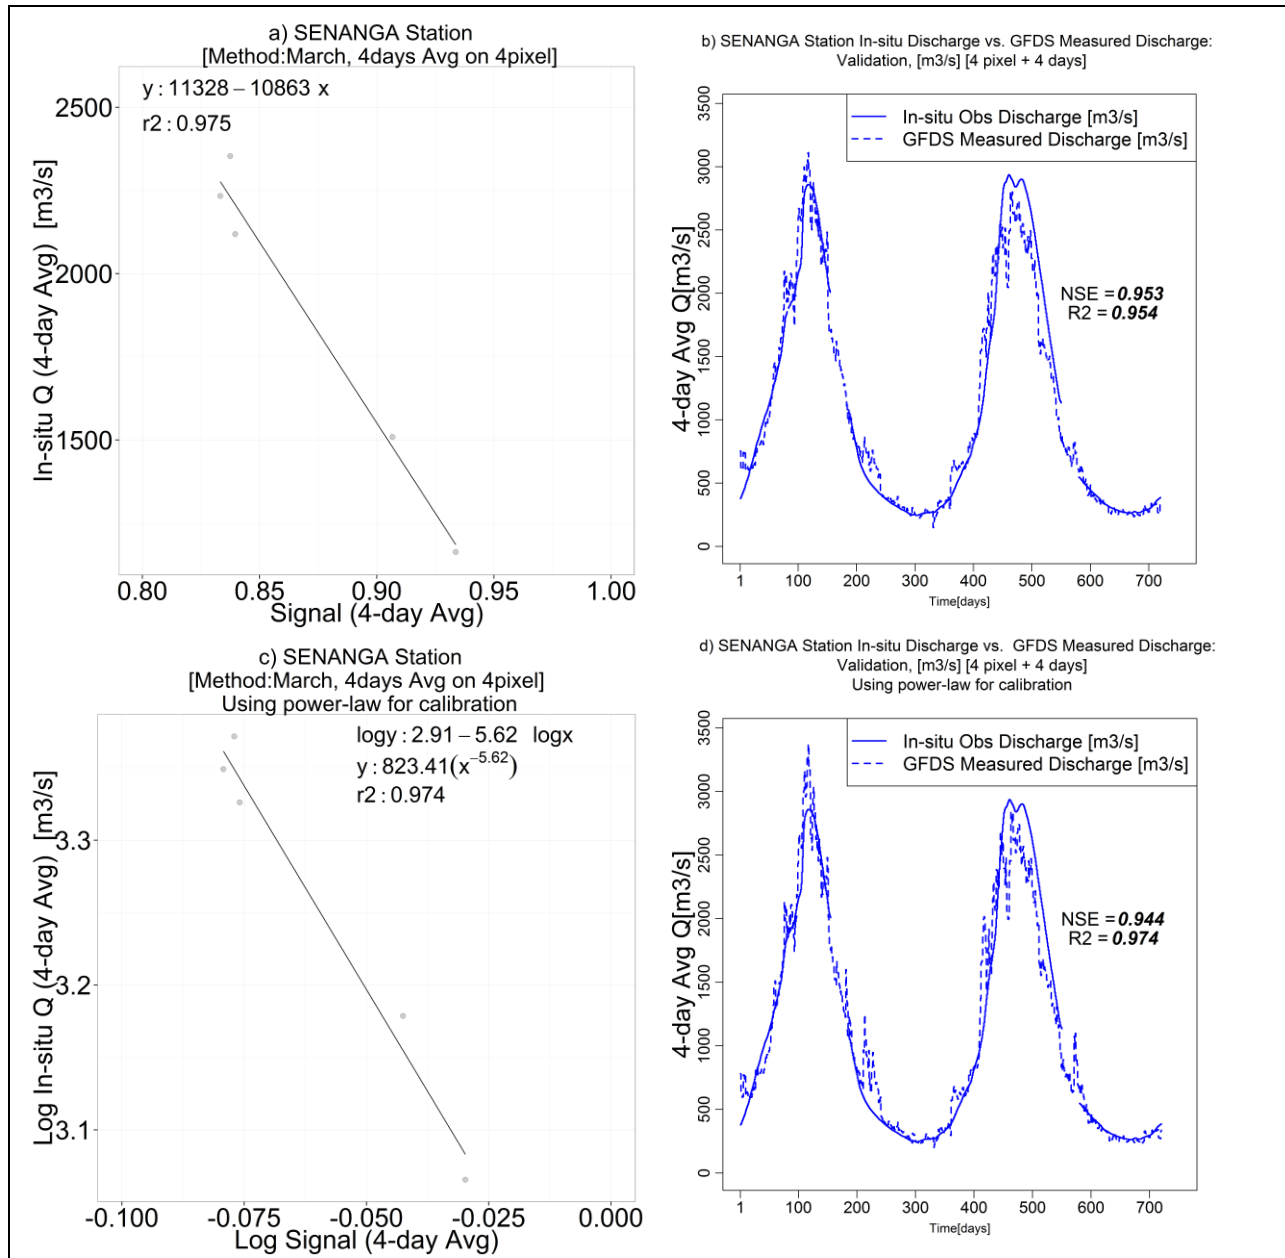 a) SENANGA Station
[Method:March, 4days Avg on 4pixel]
y : 11328 − 10863 x
r2 : 0.975
In-situ Q (4-day Avg) [m3/s]
2500
2000
1500
0.80 0.85 0.90 0.95 1.00
Signal (4-day Avg)
b) SENANGA Station In-situ Discharge vs. GFDS Measured Discharge:
Validation, [m3/s] [4 pixel + 4 days]
In-situ Obs Discharge [m3/s]
GFDS Measured Discharge [m3/s]
4-day Avg Q[m3/s]
3500
3000
2500
2000
1500
1000
500
0
NSE = 0.953
R2 = 0.954
1 100 200 300 400 500 600 700
Time[days]
c) SENANGA Station
[Method:March, 4days Avg on 4pixel]
Using power-law for calibration
logy : 2.91 − 5.62 logx
y : 823.41(x^−5.62)
r2 : 0.974
Log In-situ Q (4-day Avg) [m3/s]
3.3
3.2
3.1
-0.100 -0.075 -0.050 -0.025 0.000
Log Signal (4-day Avg)
d) SENANGA Station In-situ Discharge vs. GFDS Measured Discharge:
Validation, [m3/s] [4 pixel + 4 days]
Using power-law for calibration
In-situ Obs Discharge [m3/s]
GFDS Measured Discharge [m3/s]
4-day Avg Q[m3/s]
3500
3000
2500
2000
1500
1000
500
0
NSE = 0.944
R2 = 0.974
1 100 200 300 400 500 600 700
Time[days]